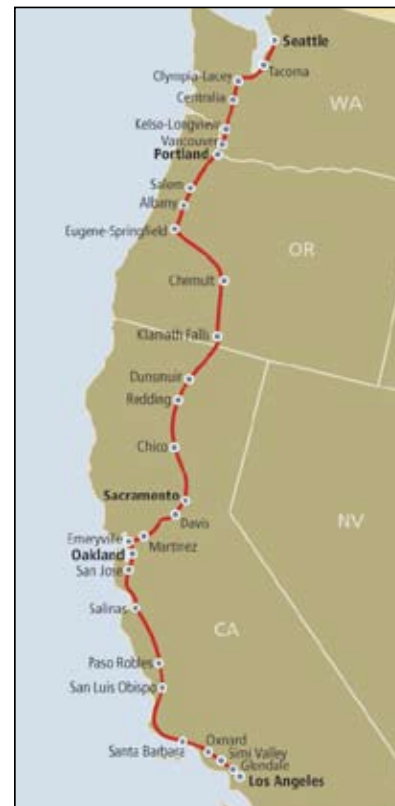 Seattle
Tacoma
Olympia-Lacey
Centralia
WA
Kelso-Longview
Vancouver
Portland
Salem
Albany
Eugene-Springfield
OR
Chemult
Klamath Falls
Dunsmuir
Redding
Chico
Sacramento
Davis
NV
Emeryville
Martinez
Oakland
San Jose
Salinas
CA
Paso Robles
San Luis Obispo
Santa Barbara
Oxnard
Simi Valley
Glendale
Los Angeles